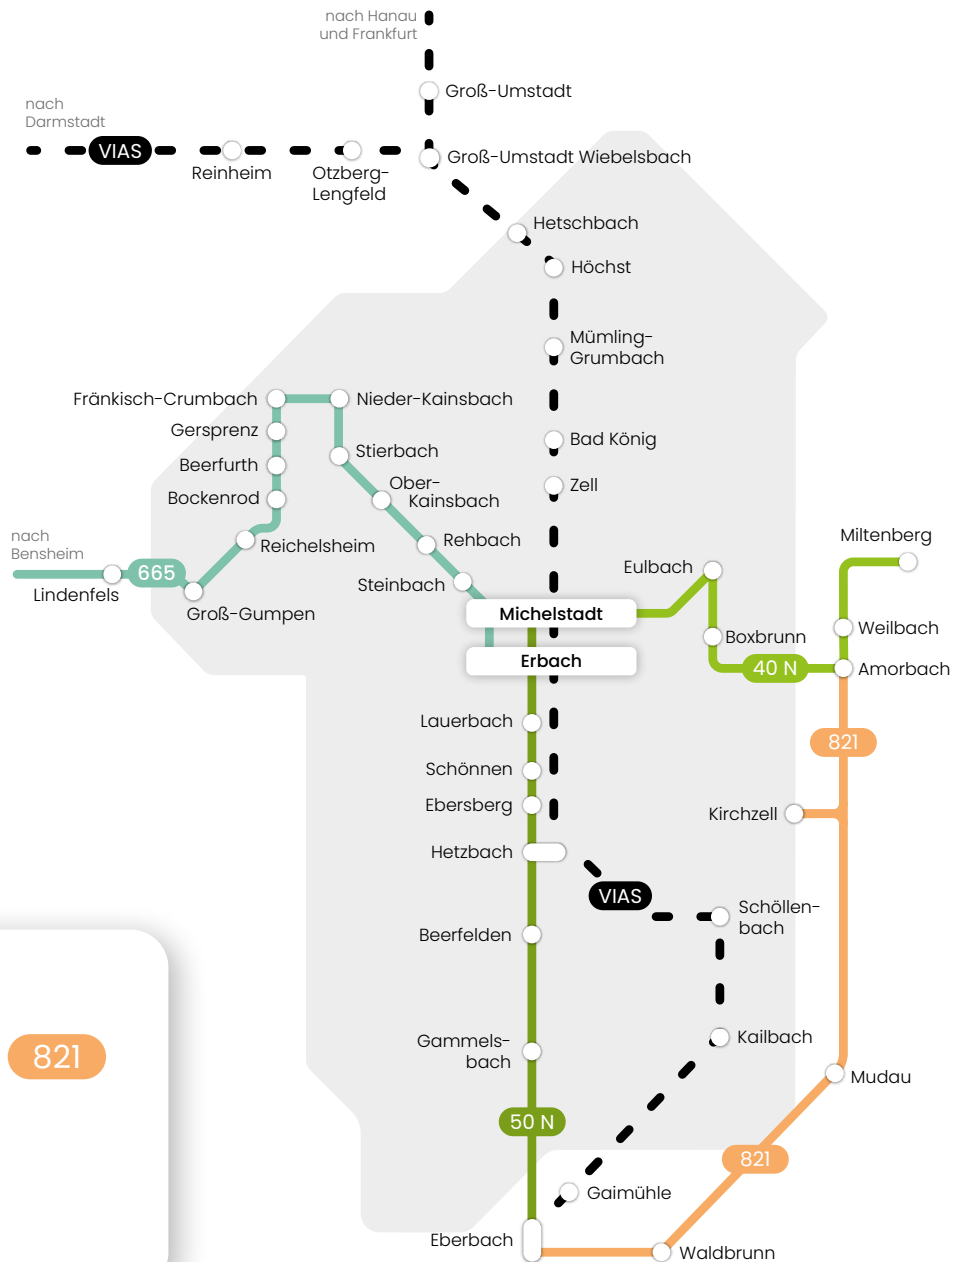 nach Hanau
und Frankfurt
Groß-Umstadt
nach
Darmstadt
VIAS
Reinheim
Otzberg-
Lengfeld
Groß-Umstadt Wiebelsbach
Hetschbach
Höchst
Mümling-
Grumbach
Fränkisch-Crumbach
Nieder-Kainsbach
Gersprenz
Bad König
Stierbach
Beerfurth
Ober-
Kainsbach
Zell
Bockenrod
nach
Bensheim
Reichelsheim
Rehbach
Miltenberg
665
Lindenfels
Steinbach
Eulbach
Groß-Gumpen
Michelstadt
Boxbrunn
Weilbach
Erbach
40 N
Amorbach
Lauerbach
821
Schönnen
Ebersberg
Kirchzell
Hetzbach
VIAS
Schöllen-
bach
Beerfelden
821
Gammels-
bach
Kailbach
Mudau
50 N
821
Gaimühle
Eberbach
Waldbrunn